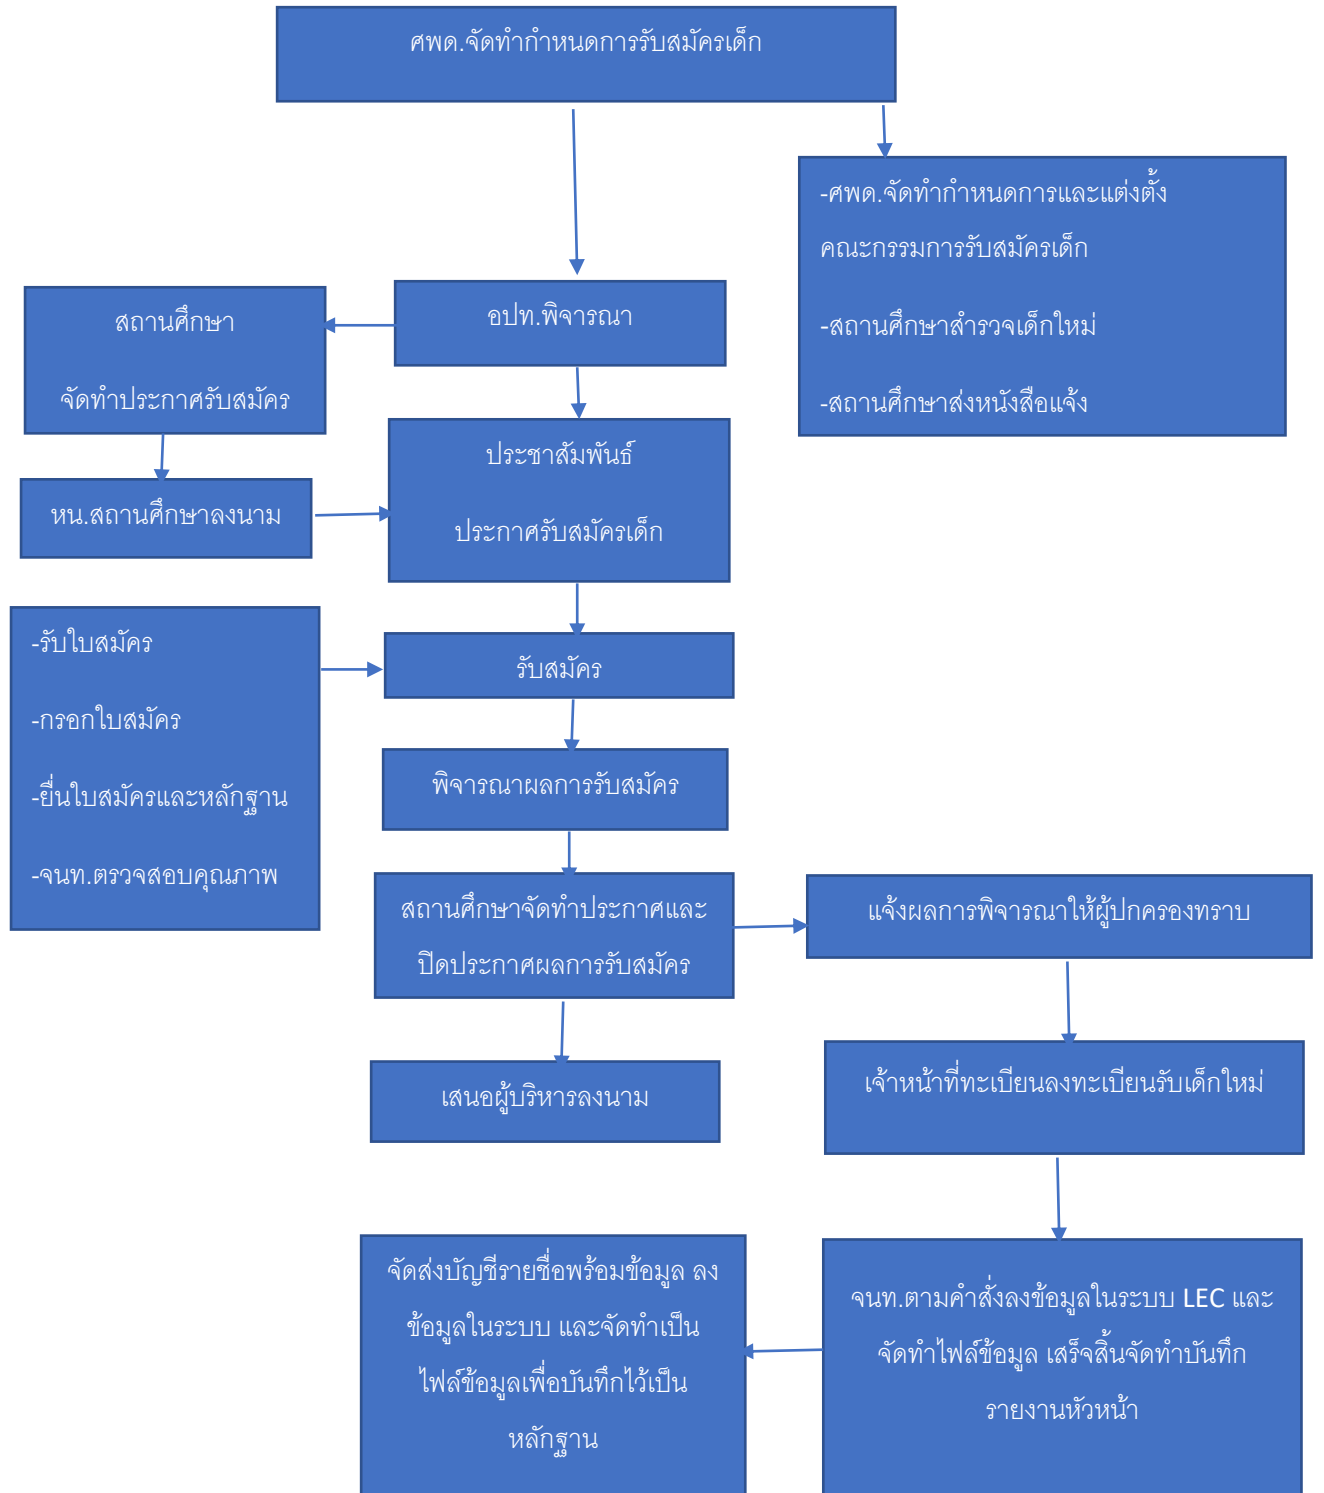 ศพด.จัดทำกำหนดการรับสมัครเด็ก
-ศพด.จัดทำกำหนดการและแต่งตั้ง
คณะกรรมการรับสมัครเด็ก
-สถานศึกษาสำรวจเด็กใหม่
-สถานศึกษาส่งหนังสือแจ้ง
อปท.พิจารณา
สถานศึกษา
จัดทำประกาศรับสมัคร
หน.สถานศึกษาลงนาม
ประชาสัมพันธ์
ประกาศรับสมัครเด็ก
-รับใบสมัคร
-กรอกใบสมัคร
-ยื่นใบสมัครและหลักฐาน
-จนท.ตรวจสอบคุณภาพ
รับสมัคร
พิจารณาผลการรับสมัคร
สถานศึกษาจัดทำประกาศและ
ปิดประกาศผลการรับสมัคร
แจ้งผลการพิจารณาให้ผู้ปกครองทราบ
เสนอผู้บริหารลงนาม
เจ้าหน้าที่ทะเบียนลงทะเบียนรับเด็กใหม่
จนท.ตามคำสั่งลงข้อมูลในระบบ LEC และ
จัดทำไฟล์ข้อมูล เสร็จสิ้นจัดทำบันทึก
รายงานหัวหน้า
จัดส่งบัญชีรายชื่อพร้อมข้อมูล ลง
ข้อมูลในระบบ และจัดทำเป็น
ไฟล์ข้อมูลเพื่อบันทึกไว้เป็น
หลักฐาน